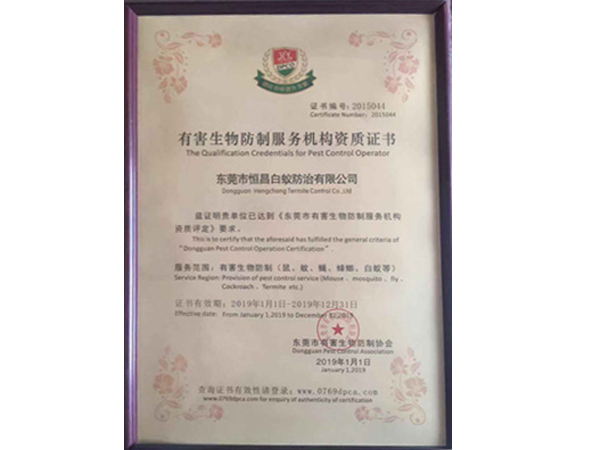 DPCA
证书编号：2015044
Certificate Number: 2015044
有害生物防制服务机构资质证书
The Qualification Credentials for Pest Control Operator
东莞市恒昌白蚁防治有限公司
Dongguan Hengchang Termite Control Co.,Ltd
兹证明贵单位已达到《东莞市有害生物防制服务机构
资质评定》要求。
This is to certify that the aforesaid has fulfilled the general criteria of
"Dongguan Pest Control Operation Certification".
服务范围：有害生物防制（鼠、蚊、蝇、蟑螂、白蚁等）
Service Region: Provision of pest control service (Mouse、mosquito、fly、
Cockroach、Termite etc.)
证书有效期：2019年1月1日-2019年12月31日
Effective date: From January 1,2019 to December 31,2019
东莞市有害生物防制协会
Dongguan Pest Control Association
2019年1月1日
January 1,2019
查询证书有效性请登录：www.0769dpca.com
www.0769dpca.com for enquiry of authenticity of certification